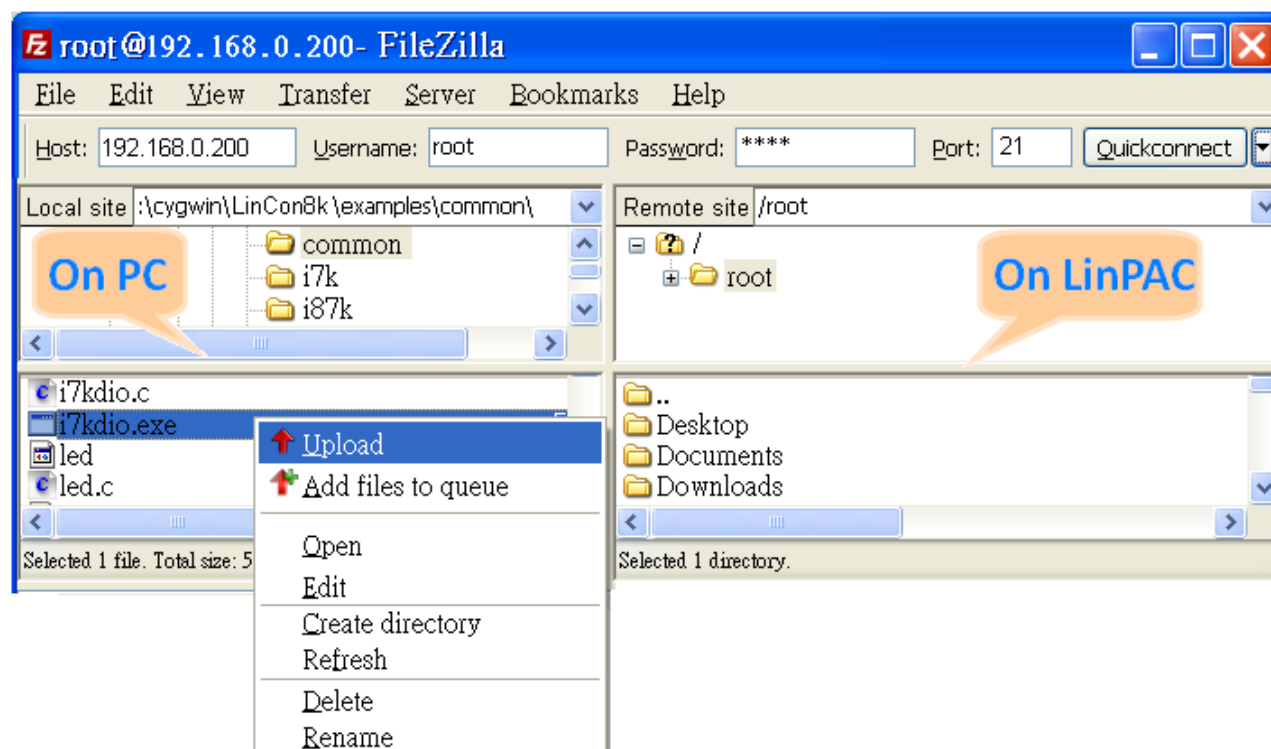 Fz root@192.168.0.200- FileZilla
File Edit View Transfer Server Bookmarks Help
Host: 192.168.0.200 Username: root Password: **** Port: 21 Quickconnect
Local site :\cygwin\LinCon8k\examples\common\
Remote site /root
common
i7k
i87k
On PC
/
root
On LinPAC
i7kdio.c
i7kdio.exe
led
led.c
Selected 1 file. Total size: 5
Upload
Add files to queue
Open
Edit
Create directory
Refresh
Delete
Rename
..
Desktop
Documents
Downloads
Selected 1 directory.